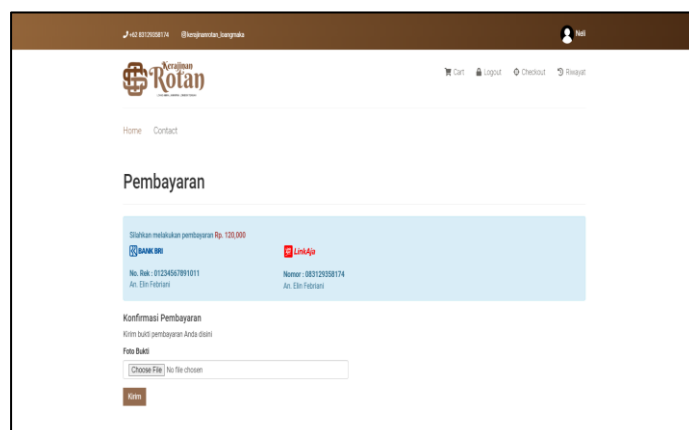 +62 83129358174 @kerajinanrotan_loangmaka Neli
Kerajinan
Rotan
Cart Logout Checkout Riwayat
Home Contact
Pembayaran
Silahkan melakukan pembayaran Rp. 120,000
BANK BRI LinkAja
No. Rek : 01234567891011 Nomor : 083129358174
An. Elin Febriani An. Elin Febriani
Konfirmasi Pembayaran
Kirim bukti pembayaran Anda disini
Foto Bukti
Choose File No file chosen
Kirim